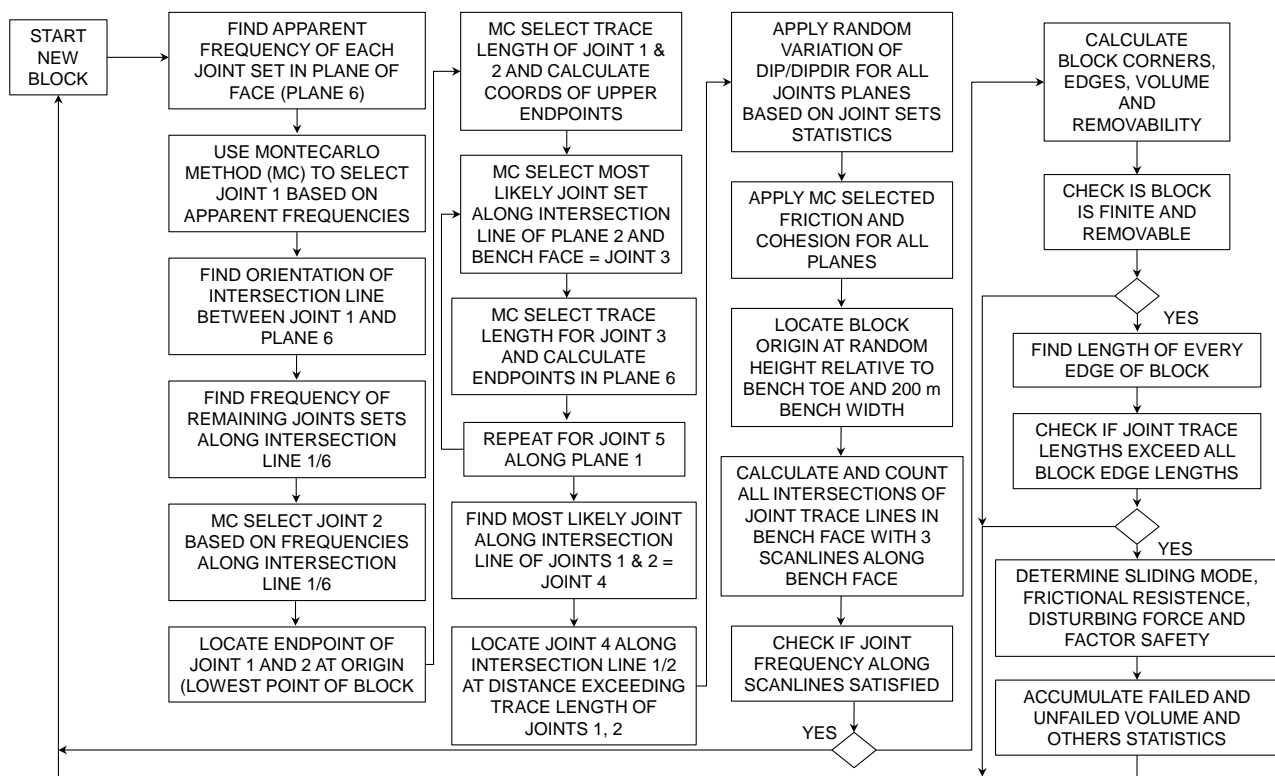 START
NEW
BLOCK
FIND APPARENT
FREQUENCY OF EACH
JOINT SET IN PLANE OF
FACE (PLANE 6)
USE MONTECARLO
METHOD (MC) TO SELECT
JOINT 1 BASED ON
APPARENT FREQUENCIES
FIND ORIENTATION OF
INTERSECTION LINE
BETWEEN JOINT 1 AND
PLANE 6
FIND FREQUENCY OF
REMAINING JOINTS SETS
ALONG INTERSECTION
LINE 1/6
MC SELECT JOINT 2
BASED ON FREQUENCIES
ALONG INTERSECTION
LINE 1/6
LOCATE ENDPOINT OF
JOINT 1 AND 2 AT ORIGIN
(LOWEST POINT OF BLOCK
MC SELECT TRACE
LENGTH OF JOINT 1 &
2 AND CALCULATE
COORDS OF UPPER
ENDPOINTS
MC SELECT MOST
LIKELY JOINT SET
ALONG INTERSECTION
LINE OF PLANE 2 AND
BENCH FACE = JOINT 3
MC SELECT TRACE
LENGTH FOR JOINT 3
AND CALCULATE
ENDPOINTS IN PLANE 6
REPEAT FOR JOINT 5
ALONG PLANE 1
FIND MOST LIKELY JOINT
ALONG INTERSECTION
LINE OF JOINTS 1 & 2 =
JOINT 4
LOCATE JOINT 4 ALONG
INTERSECTION LINE 1/2
AT DISTANCE EXCEEDING
TRACE LENGTH OF
JOINTS 1, 2
APPLY RANDOM
VARIATION OF
DIP/DIPDIR FOR ALL
JOINTS PLANES
BASED ON JOINT SETS
STATISTICS
APPLY MC SELECTED
FRICTION AND
COHESION FOR ALL
PLANES
LOCATE BLOCK
ORIGIN AT RANDOM
HEIGHT RELATIVE TO
BENCH TOE AND 200 m
BENCH WIDTH
CALCULATE AND COUNT
ALL INTERSECTIONS OF
JOINT TRACE LINES IN
BENCH FACE WITH 3
SCANLINES ALONG
BENCH FACE
CHECK IF JOINT
FREQUENCY ALONG
SCANLINES SATISFIED
YES
CALCULATE
BLOCK CORNERS,
EDGES, VOLUME
AND
REMOVABILITY
CHECK IS BLOCK
IS FINITE AND
REMOVABLE
YES
FIND LENGTH OF EVERY
EDGE OF BLOCK
CHECK IF JOINT TRACE
LENGTHS EXCEED ALL
BLOCK EDGE LENGTHS
YES
DETERMINE SLIDING MODE,
FRICTIONAL RESISTENCE,
DISTURBING FORCE AND
FACTOR SAFETY
ACCUMULATE FAILED AND
UNFAILED VOLUME AND
OTHERS STATISTICS